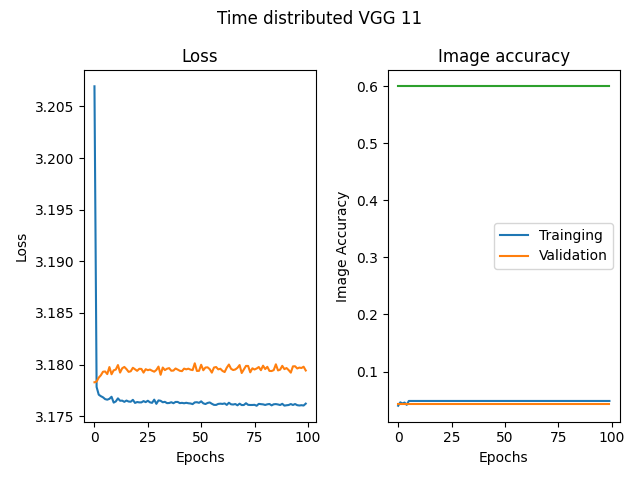 Time distributed VGG 11
Loss
Image accuracy
3.205
3.200
3.195
3.190
3.185
3.180
3.175
0 25 50 75 100
Loss
Epochs
0.6
0.5
0.4
0.3
0.2
0.1
0 25 50 75 100
Image Accuracy
Epochs
Trainging
Validation